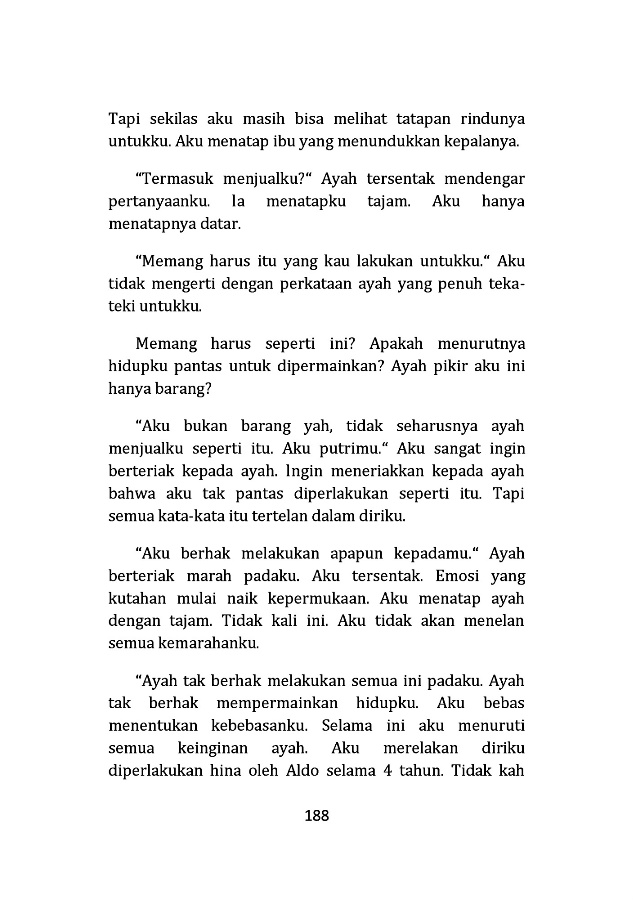 Tapi sekilas aku masih bisa melihat tatapan rindunya
untukku. Aku menatap ibu yang menundukkan kepalanya.
“Termasuk menjualku?“ Ayah tersentak mendengar
pertanyaanku. Ia menatapku tajam. Aku hanya
menatapnya datar.
“Memang harus itu yang kau lakukan untukku.“ Aku
tidak mengerti dengan perkataan ayah yang penuh teka-
teki untukku.
Memang harus seperti ini? Apakah menurutnya
hidupku pantas untuk dipermainkan? Ayah pikir aku ini
hanya barang?
“Aku bukan barang yah, tidak seharusnya ayah
menjualku seperti itu. Aku putrimu.“ Aku sangat ingin
berteriak kepada ayah. Ingin meneriakkan kepada ayah
bahwa aku tak pantas diperlakukan seperti itu. Tapi
semua kata-kata itu tertelan dalam diriku.
“Aku berhak melakukan apapun kepadamu.“ Ayah
berteriak marah padaku. Aku tersentak. Emosi yang
kutahan mulai naik kepermukaan. Aku menatap ayah
dengan tajam. Tidak kali ini. Aku tidak akan menelan
semua kemarahanku.
“Ayah tak berhak melakukan semua ini padaku. Ayah
tak berhak mempermainkan hidupku. Aku bebas
menentukan kebebasanku. Selama ini aku menuruti
semua keinginan ayah. Aku merelakan diriku
diperlakukan hina oleh Aldo selama 4 tahun. Tidak kah
188